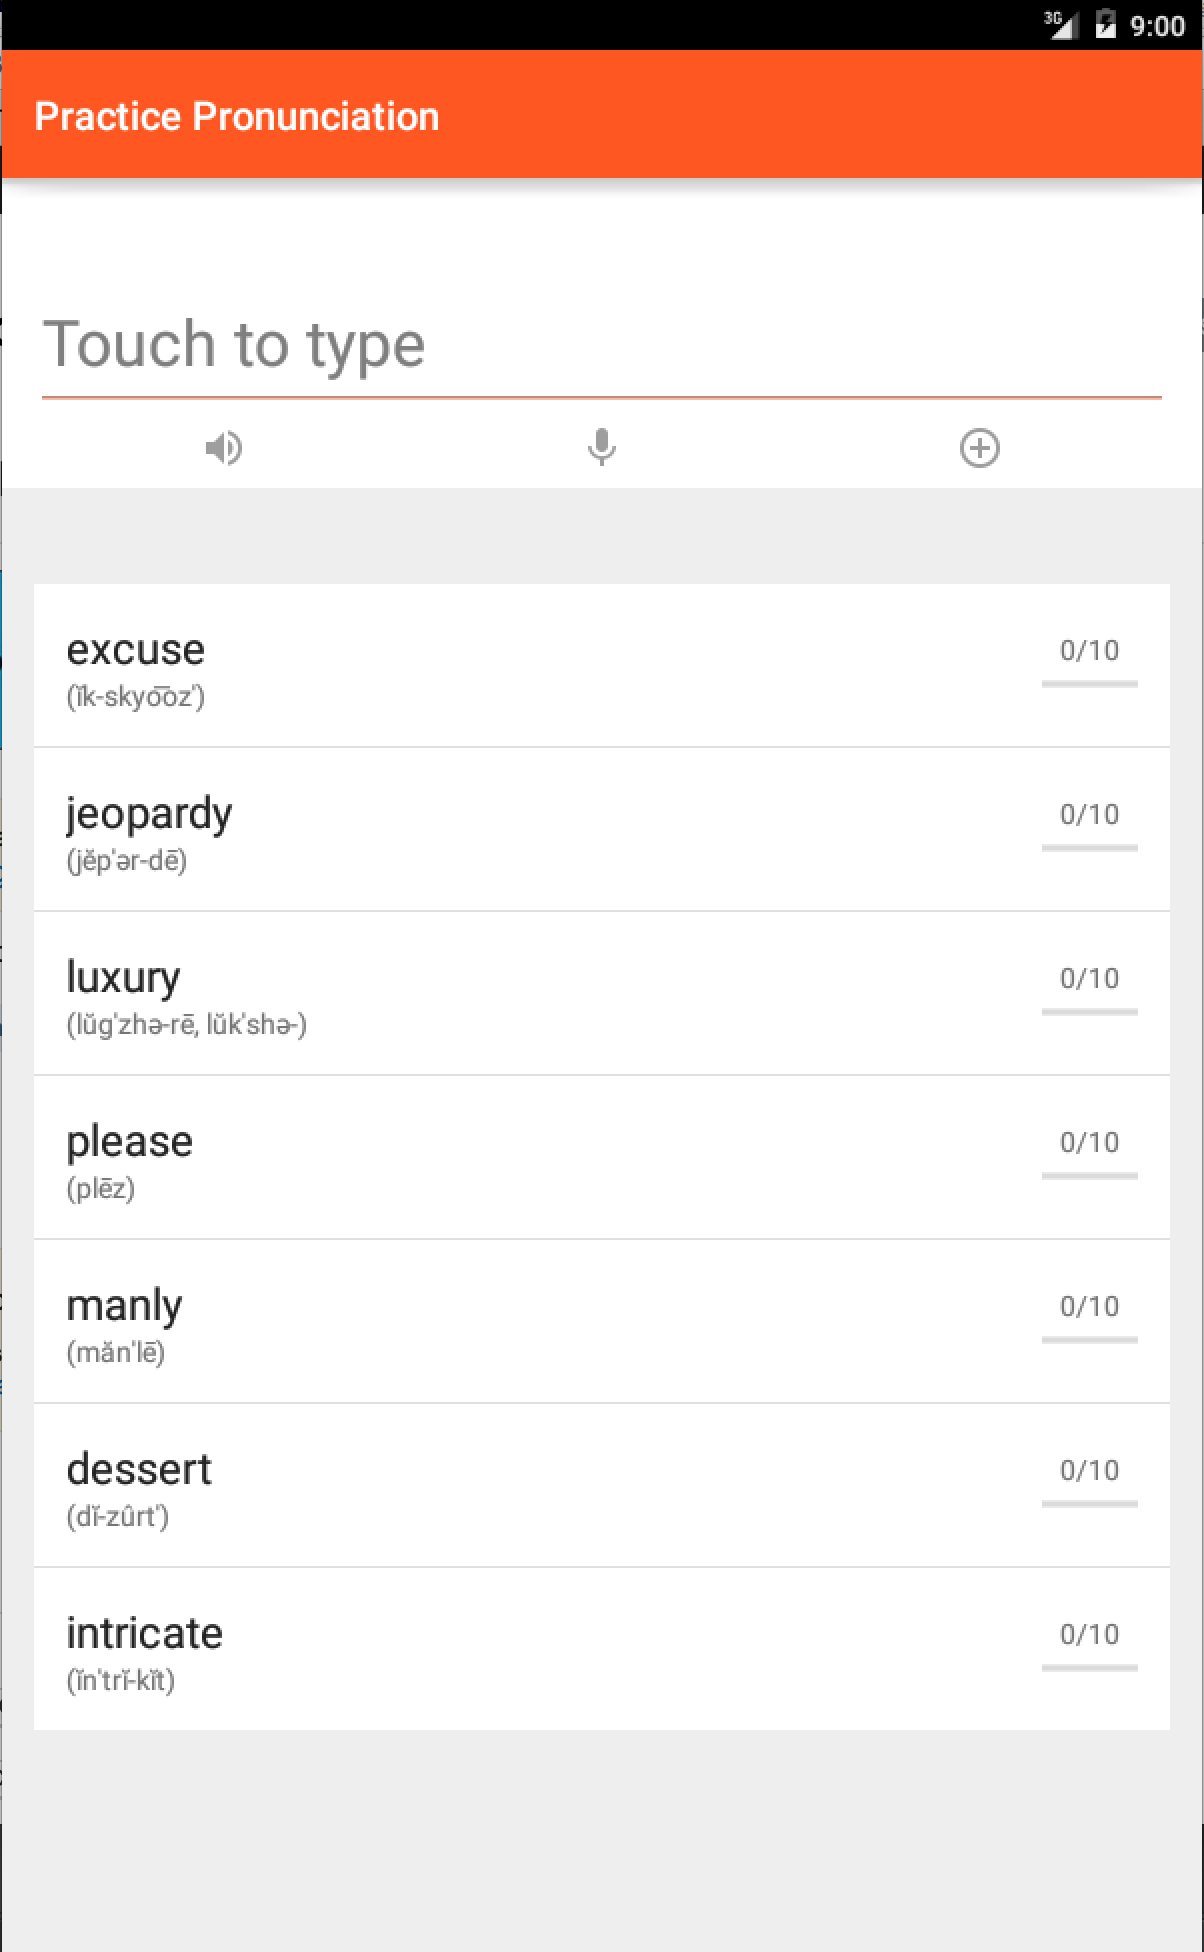 3G 9:00
Practice Pronunciation
Touch to type
excuse 0/10
(ĭk-skyo͞oz')
jeopardy 0/10
(jĕp'ər-dē)
luxury 0/10
(lŭg'zhə-rē, lŭk'shə-)
please 0/10
(plēz)
manly 0/10
(măn'lē)
dessert 0/10
(dĭ-zûrt')
intricate 0/10
(ĭn'trĭ-kĭt)